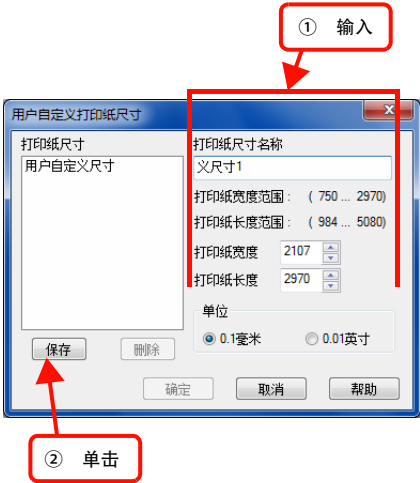 ① 输入
用户自定义打印纸尺寸
打印纸尺寸
用户自定义尺寸
打印纸尺寸名称
义尺寸1
打印纸宽度范围: ( 750 ... 2970)
打印纸长度范围: ( 984 ... 5080)
打印纸宽度 2107
打印纸长度 2970
单位
0.1毫米 0.01英寸
保存 删除
确定 取消 帮助
② 单击